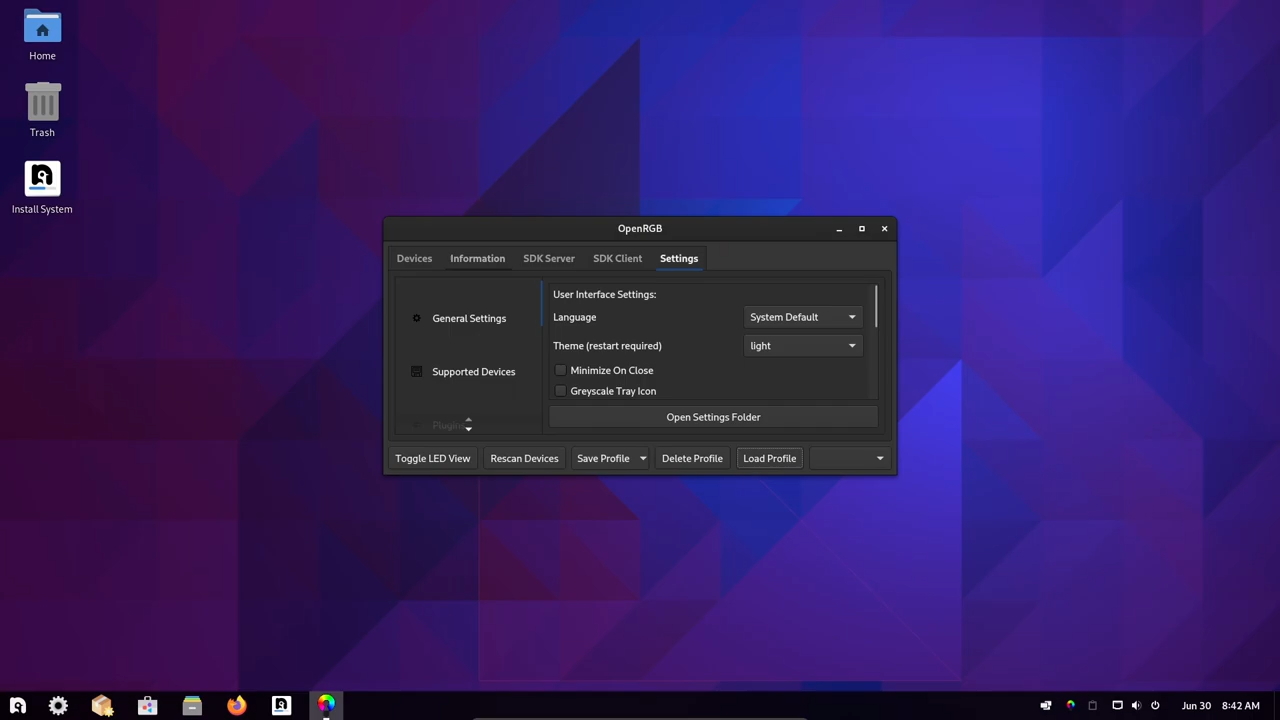 Home
Trash
Install System
OpenRGB
Devices
Information
SDK Server
SDK Client
Settings
General Settings
Supported Devices
Plugins
User Interface Settings:
Language
System Default
Theme (restart required)
light
Minimize On Close
Greyscale Tray Icon
Open Settings Folder
Toggle LED View
Rescan Devices
Save Profile
Delete Profile
Load Profile
Jun 30
8:42 AM